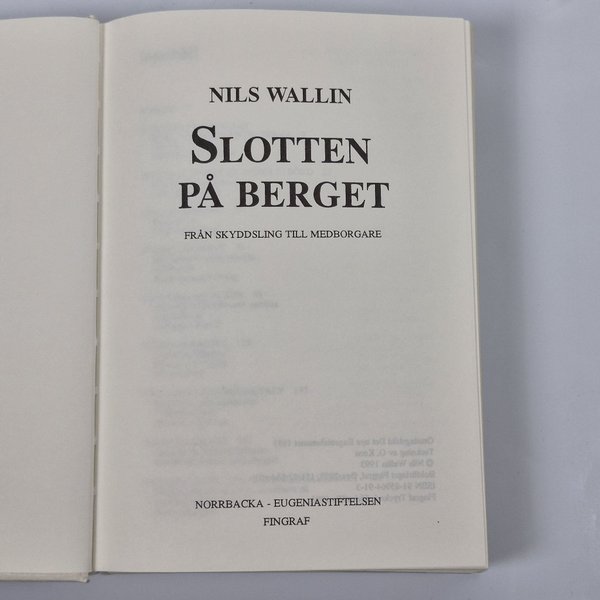 NILS WALLIN
SLOTTEN
PÅ BERGET
FRÅN SKYDDSLING TILL MEDBORGARE
NORRBACKA - EUGENIASTIFTELSEN
FINGRAF